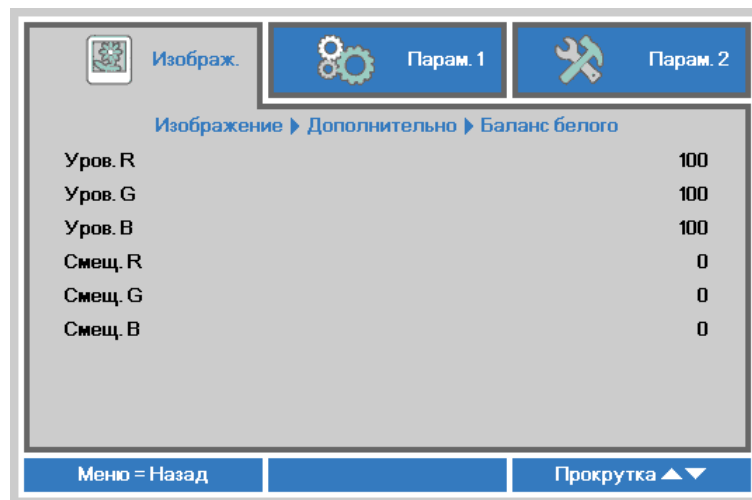 Изображ. Парам. 1 Парам. 2
Изображение Дополнительно Баланс белого
Уров. R 100
Уров. G 100
Уров. B 100
Смещ. R 0
Смещ. G 0
Смещ. B 0
Меню = Назад Прокрутка